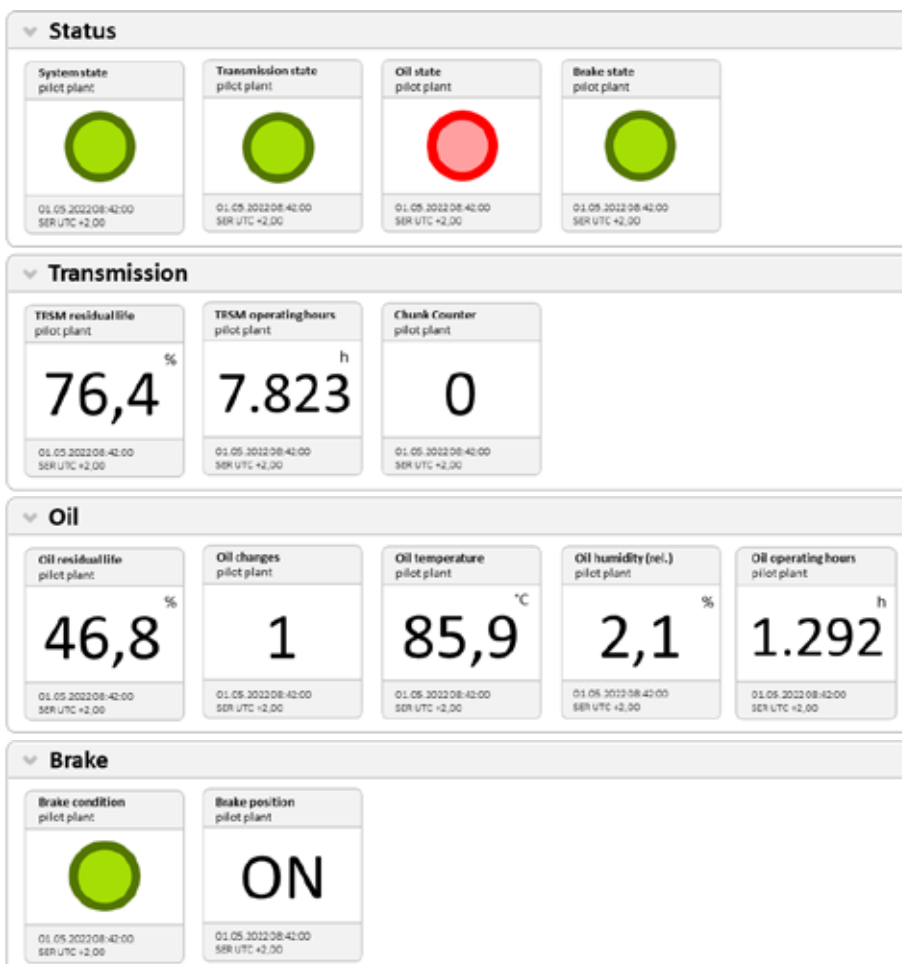 Status
System state
pilot plant
01.05.2022 08:42:00
SER UTC +2,00
Transmission state
pilot plant
01.05.2022 08:42:00
SER UTC +2,00
Oil state
pilot plant
01.05.2022 08:42:00
SER UTC +2,00
Brake state
pilot plant
01.05.2022 08:42:00
SER UTC +2,00
Transmission
TRSM residual life
pilot plant
%
76,4
01.05.2022 08:42:00
SER UTC +2,00
TRSM operating hours
pilot plant
h
7.823
01.05.2022 08:42:00
SER UTC +2,00
Chunk Counter
pilot plant
0
01.05.2022 08:42:00
SER UTC +2,00
Oil
Oil residual life
pilot plant
%
46,8
01.05.2022 08:42:00
SER UTC +2,00
Oil changes
pilot plant
1
01.05.2022 08:42:00
SER UTC +2,00
Oil temperature
pilot plant
°C
85,9
01.05.2022 08:42:00
SER UTC +2,00
Oil humidity (rel.)
pilot plant
%
2,1
01.05.2022 08:42:00
SER UTC +2,00
Oil operating hours
pilot plant
h
1.292
01.05.2022 08:42:00
SER UTC +2,00
Brake
Brake condition
pilot plant
01.05.2022 08:42:00
SER UTC +2,00
Brake position
pilot plant
ON
01.05.2022 08:42:00
SER UTC +2,00